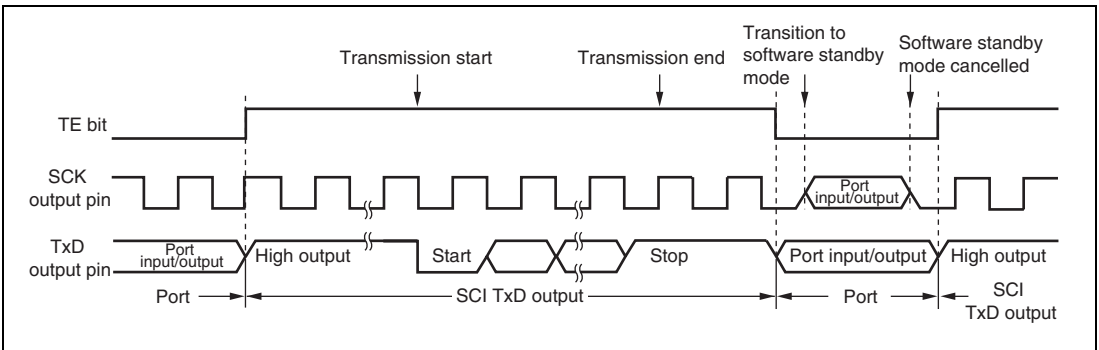 Transmission start
Transmission end
Transition to
software standby
mode
Software standby
mode cancelled
TE bit
SCK
output pin
Port
input/output
TxD
output pin
Port
input/output
High output
Start
Stop
Port input/output
High output
Port
SCI TxD output
Port
SCI
TxD output